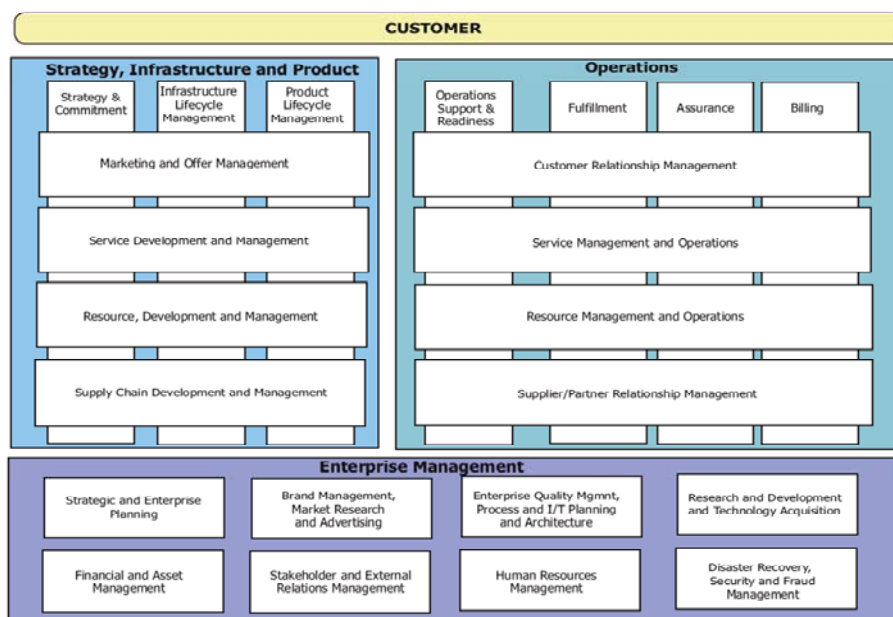 CUSTOMER
Strategy, Infrastructure and Product
Strategy &
Commitment
Infrastructure
Lifecycle
Management
Product
Lifecycle
Management
Marketing and Offer Management
Service Development and Management
Resource, Development and Management
Supply Chain Development and Management
Operations
Operations
Support &
Readiness
Fulfillment
Assurance
Billing
Customer Relationship Management
Service Management and Operations
Resource Management and Operations
Supplier/Partner Relationship Management
Enterprise Management
Strategic and Enterprise
Planning
Brand Management,
Market Research
and Advertising
Enterprise Quality Mgmnt,
Process and I/T Planning
and Architecture
Research and Development
and Technology Acquisition
Financial and Asset
Management
Stakeholder and External
Relations Management
Human Resources
Management
Disaster Recovery,
Security and Fraud
Management